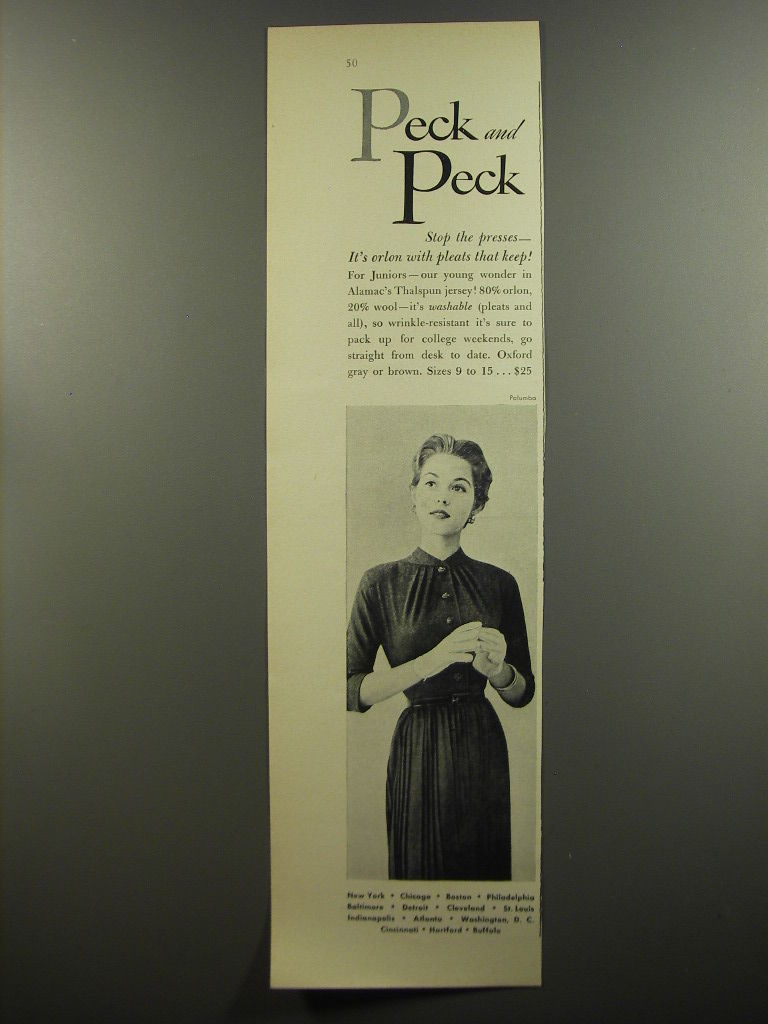 50
Peck and
Peck
Stop the presses—
It's orlon with pleats that keep!
For Juniors—our young wonder in
Alamac's Thalspun jersey! 80% orlon,
20% wool—it's washable (pleats and
all), so wrinkle-resistant it's sure to
pack up for college weekends, go
straight from desk to date. Oxford
gray or brown. Sizes 9 to 15 . . . $25
Palumbo
New York • Chicago • Boston • Philadelphia
Baltimore • Detroit • Cleveland • St. Louis
Indianapolis • Atlanta • Washington, D. C.
Cincinnati • Hartford • Buffalo